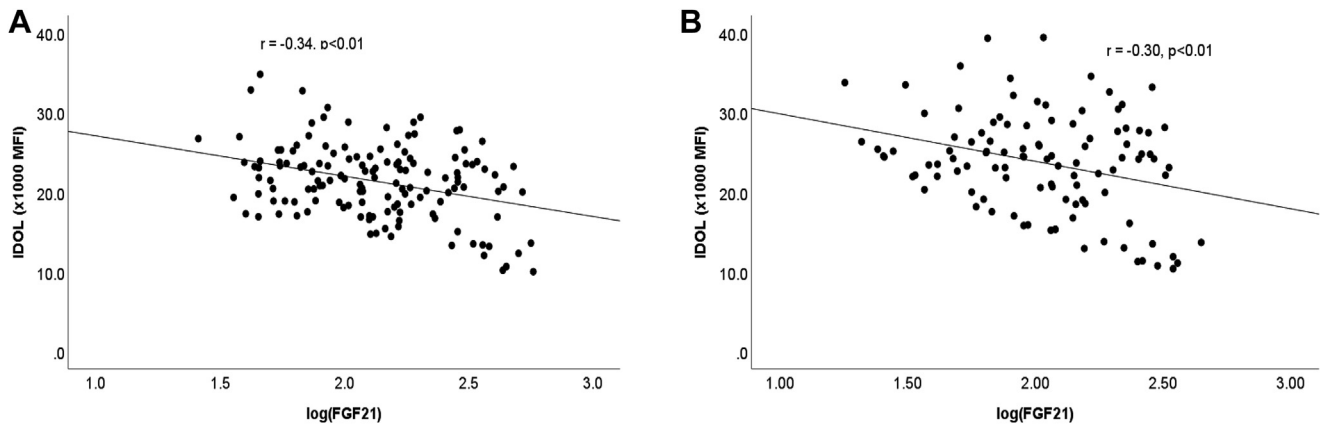 A
r = -0.34. p<0.01
IDOL (x1000 MFI)
40.0
30.0
20.0
10.0
.0
1.0 1.5 2.0 2.5 3.0
log(FGF21)
B
r = -0.30, p<0.01
IDOL (x1000 MFI)
40.0
30.0
20.0
10.0
.0
1.00 1.50 2.00 2.50 3.00
log(FGF21)